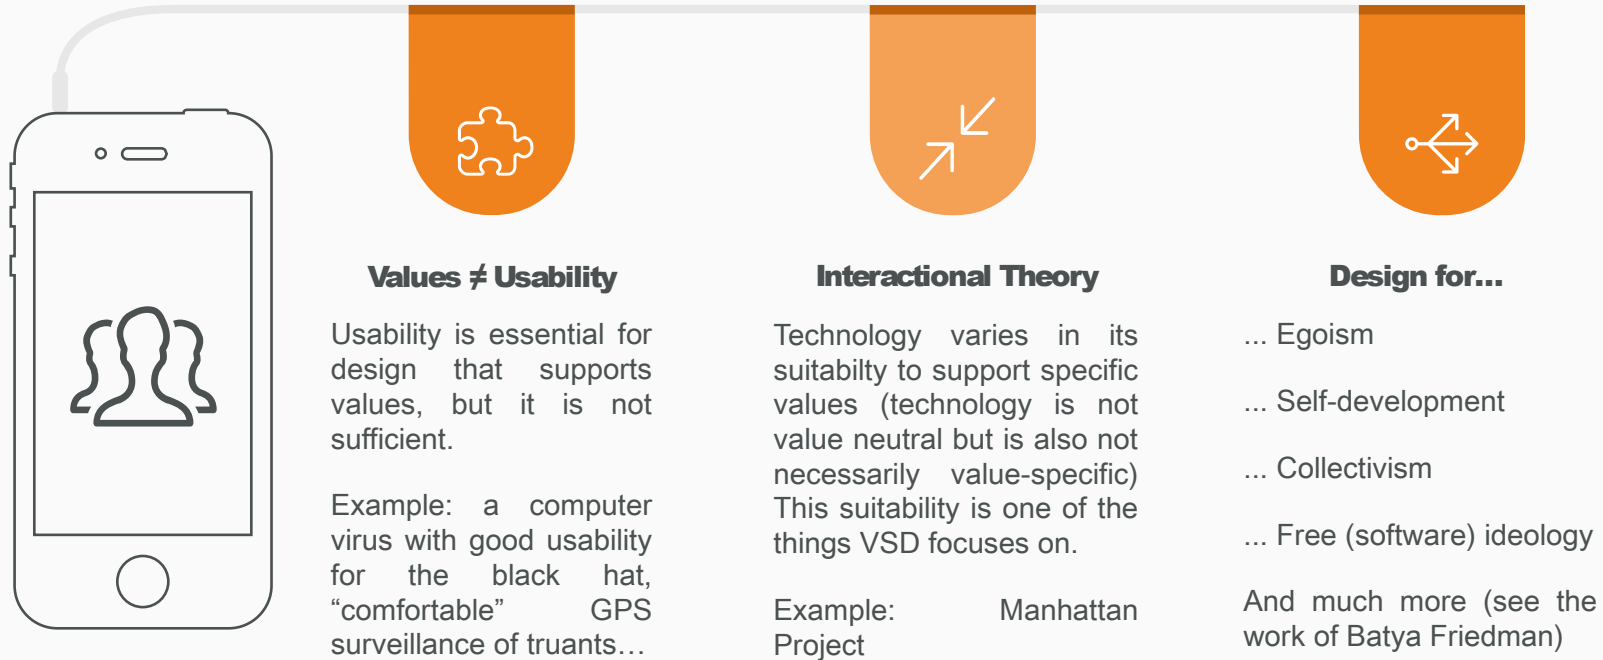 Values ≠ Usability
Usability is essential for
design that supports
values, but it is not
sufficient.
Example: a computer
virus with good usability
for the black hat,
“comfortable” GPS
surveillance of truants…
Interactional Theory
Technology varies in its
suitabilty to support specific
values (technology is not
value neutral but is also not
necessarily value-specific)
This suitability is one of the
things VSD focuses on.
Example: Manhattan
Project
Design for...
... Egoism
... Self-development
... Collectivism
... Free (software) ideology
And much more (see the
work of Batya Friedman)